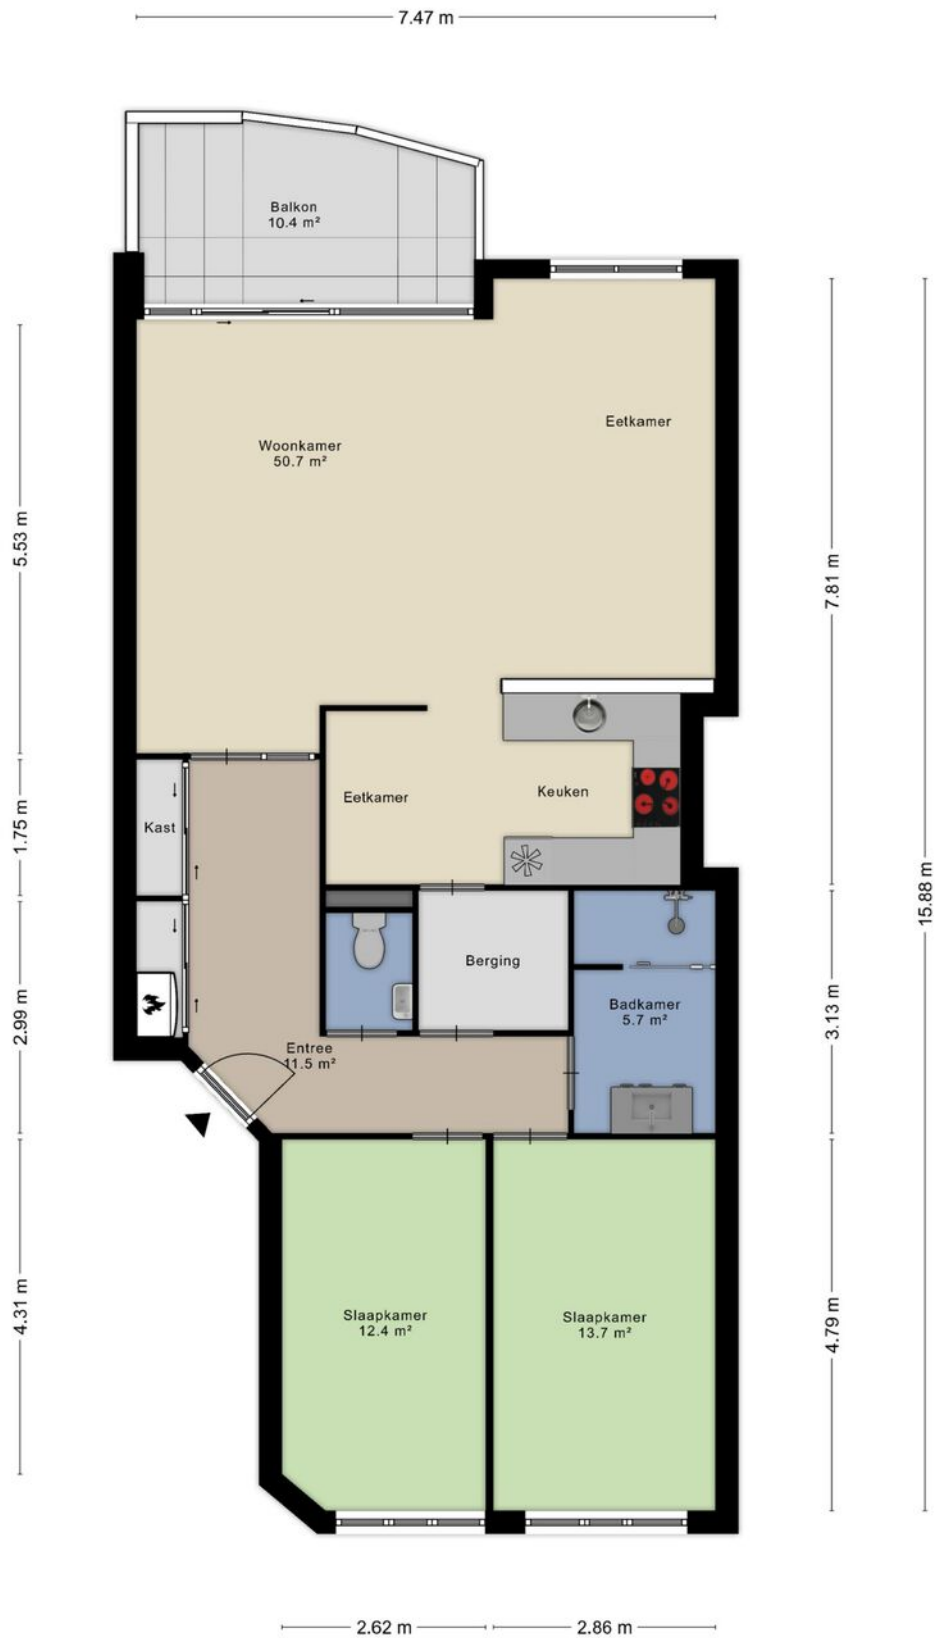 7.47 m
Balkon
10.4 m²
Eetkamer
Woonkamer
50.7 m²
5.53 m
7.81 m
Eetkamer
Keuken
Kast
1.75 m
15.88 m
Berging
2.99 m
Badkamer
5.7 m²
3.13 m
Entree
11.5 m²
4.31 m
Slaapkamer
12.4 m²
Slaapkamer
13.7 m²
4.79 m
2.62 m
2.86 m